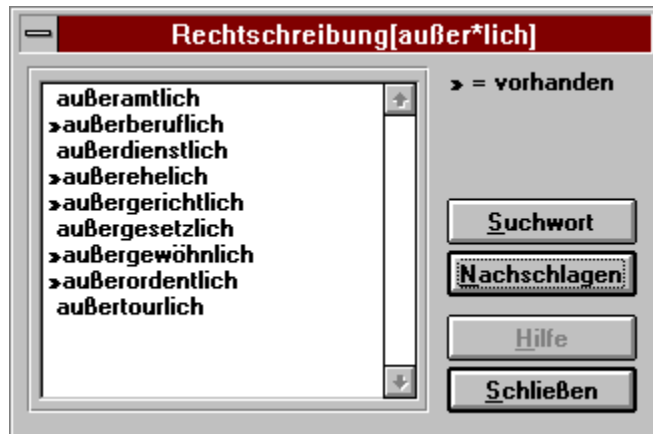 Rechtschreibung[außer*lich]
außeramtlich
»außerberuflich
außerdienstlich
»außerehelich
»außergerichtlich
außergesetzlich
»außergewöhnlich
»außerordentlich
außertourlich
» = vorhanden
Suchwort
Nachschlagen
Hilfe
Schließen